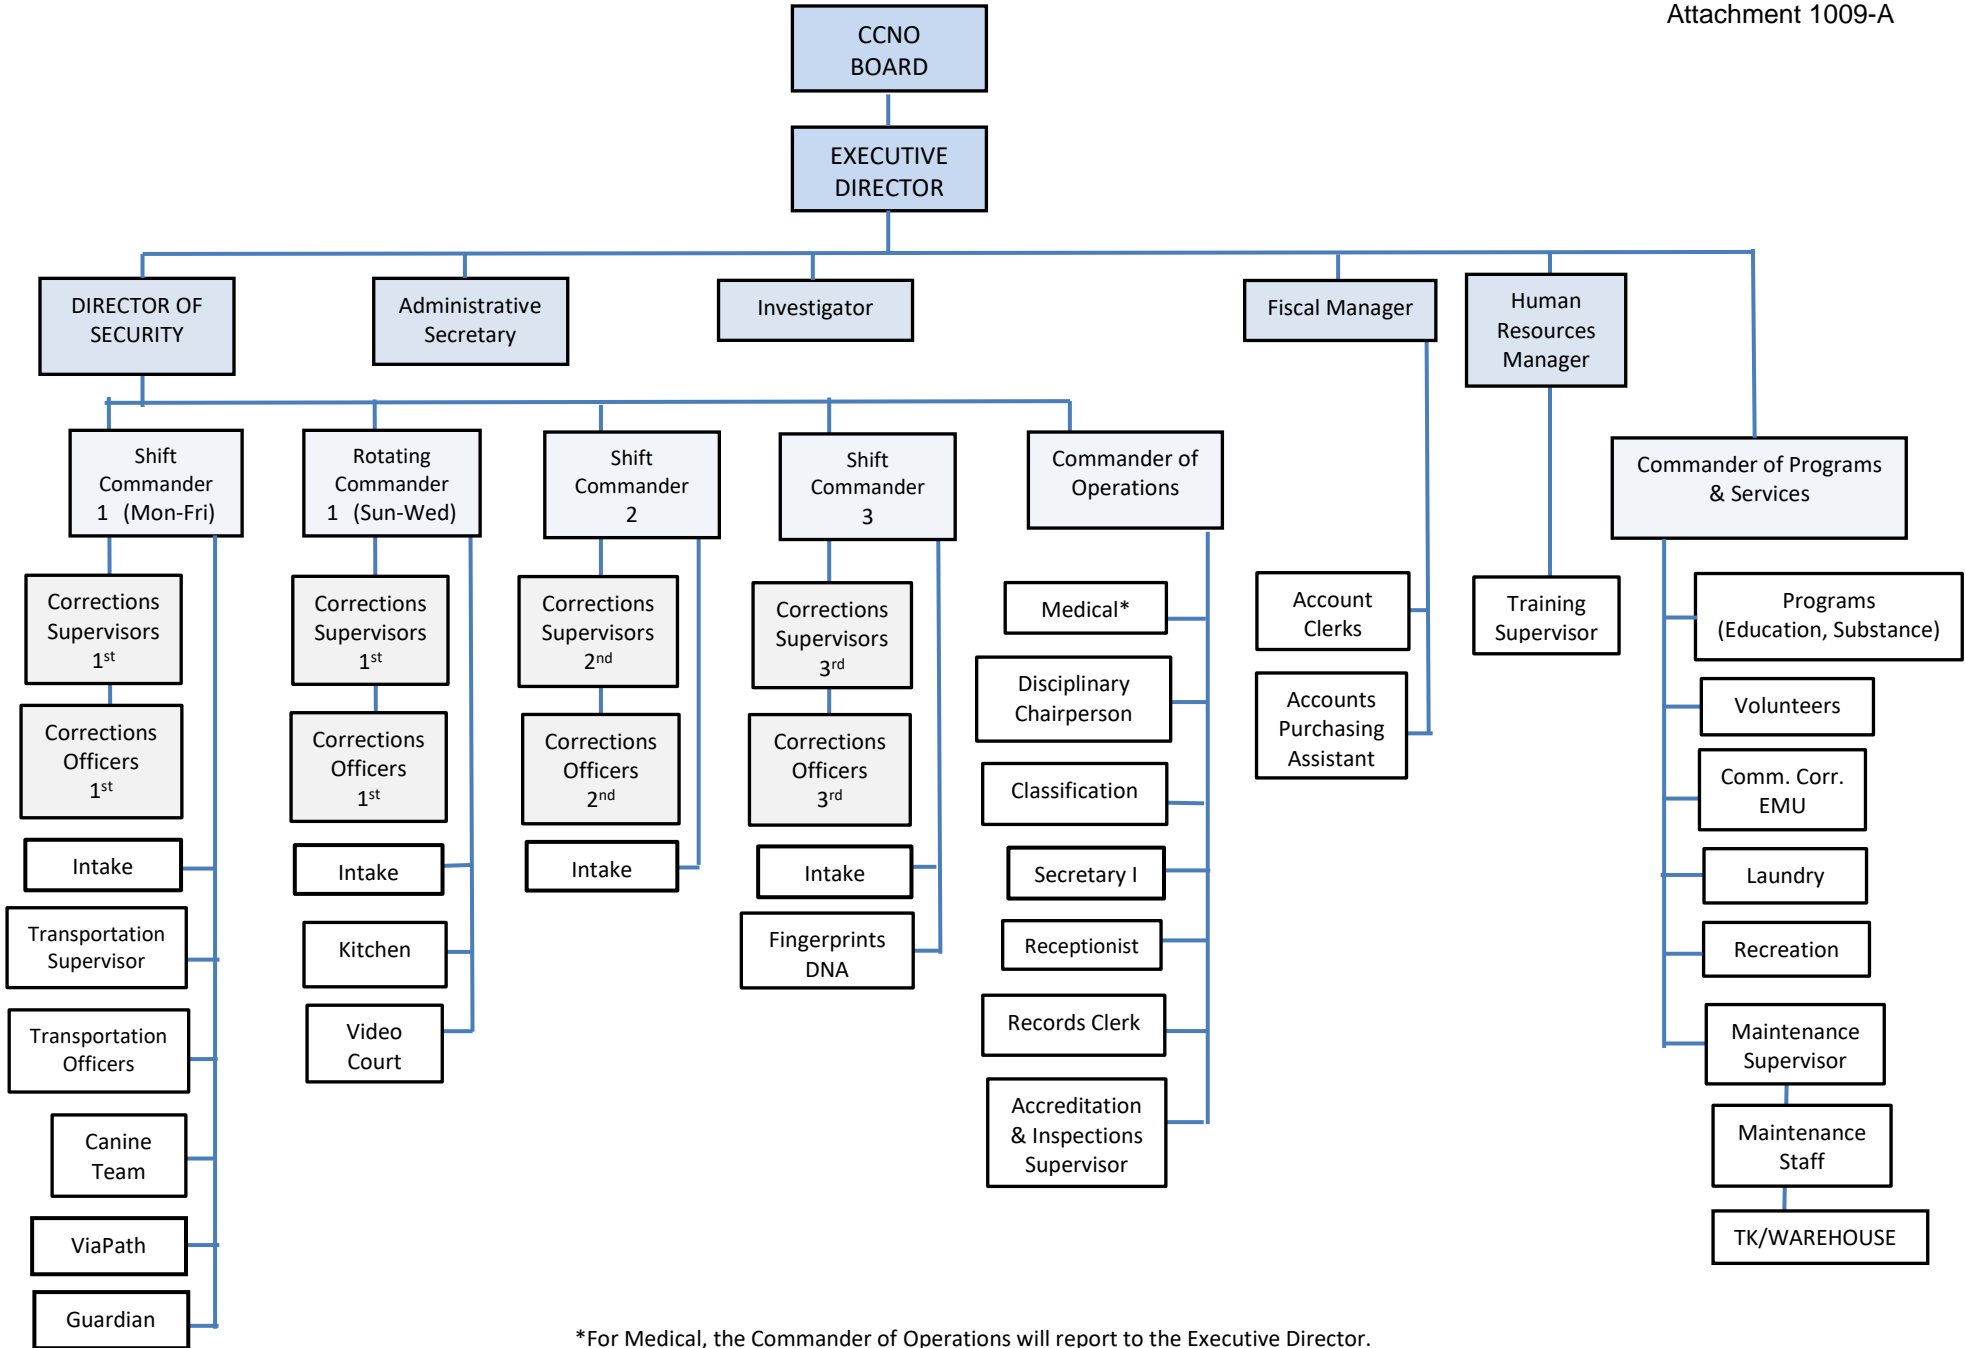 Attachment 1009-A
CCNO
BOARD
EXECUTIVE
DIRECTOR
DIRECTOR OF
SECURITY
Administrative
Secretary
Investigator
Fiscal Manager
Human
Resources
Manager
Shift
Commander
1 (Mon-Fri)
Rotating
Commander
1 (Sun-Wed)
Shift
Commander
2
Shift
Commander
3
Commander of
Operations
Commander of Programs
& Services
Corrections
Supervisors
1st
Corrections
Officers
1st
Intake
Transportation
Supervisor
Transportation
Officers
Canine
Team
ViaPath
Guardian
Corrections
Supervisors
1st
Corrections
Officers
1st
Intake
Kitchen
Video
Court
Corrections
Supervisors
2nd
Corrections
Officers
2nd
Intake
Corrections
Supervisors
3rd
Corrections
Officers
3rd
Intake
Fingerprints
DNA
Medical*
Disciplinary
Chairperson
Classification
Secretary I
Receptionist
Records Clerk
Accreditation
& Inspections
Supervisor
Account
Clerks
Accounts
Purchasing
Assistant
Training
Supervisor
Programs
(Education, Substance)
Volunteers
Comm. Corr.
EMU
Laundry
Recreation
Maintenance
Supervisor
Maintenance
Staff
TK/WAREHOUSE
*For Medical, the Commander of Operations will report to the Executive Director.